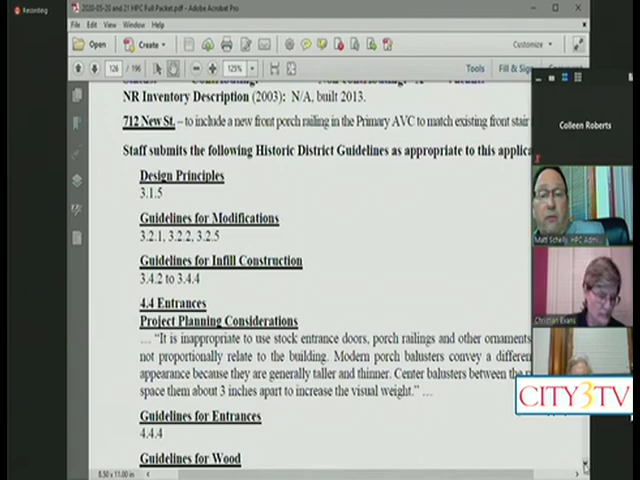 Recording
2020-05-20 and 21 HPC Full Packet.pdf - Adobe Acrobat Pro
File Edit View Window Help
Open
Create
Customize
126 / 196
125%
Tools
Fill & Sign
NR Inventory Description (2003): N/A, built 2013.
712 New St. – to include a new front porch railing in the Primary AVC to match existing front stair
Staff submits the following Historic District Guidelines as appropriate to this applica
Design Principles
3.1.5
Guidelines for Modifications
3.2.1, 3.2.2, 3.2.5
Guidelines for Infill Construction
3.4.2 to 3.4.4
4.4 Entrances
Project Planning Considerations
… “It is inappropriate to use stock entrance doors, porch railings and other ornaments
not proportionally relate to the building. Modern porch balusters convey a differen
appearance because they are generally taller and thinner. Center balusters between the
space them about 3 inches apart to increase the visual weight.” …
Guidelines for Entrances
4.4.4
Guidelines for Wood
8.50 x 11.00 in
Colleen Roberts
Matt Schelly, HPC Admi...
Christian Evans
CITY3TV